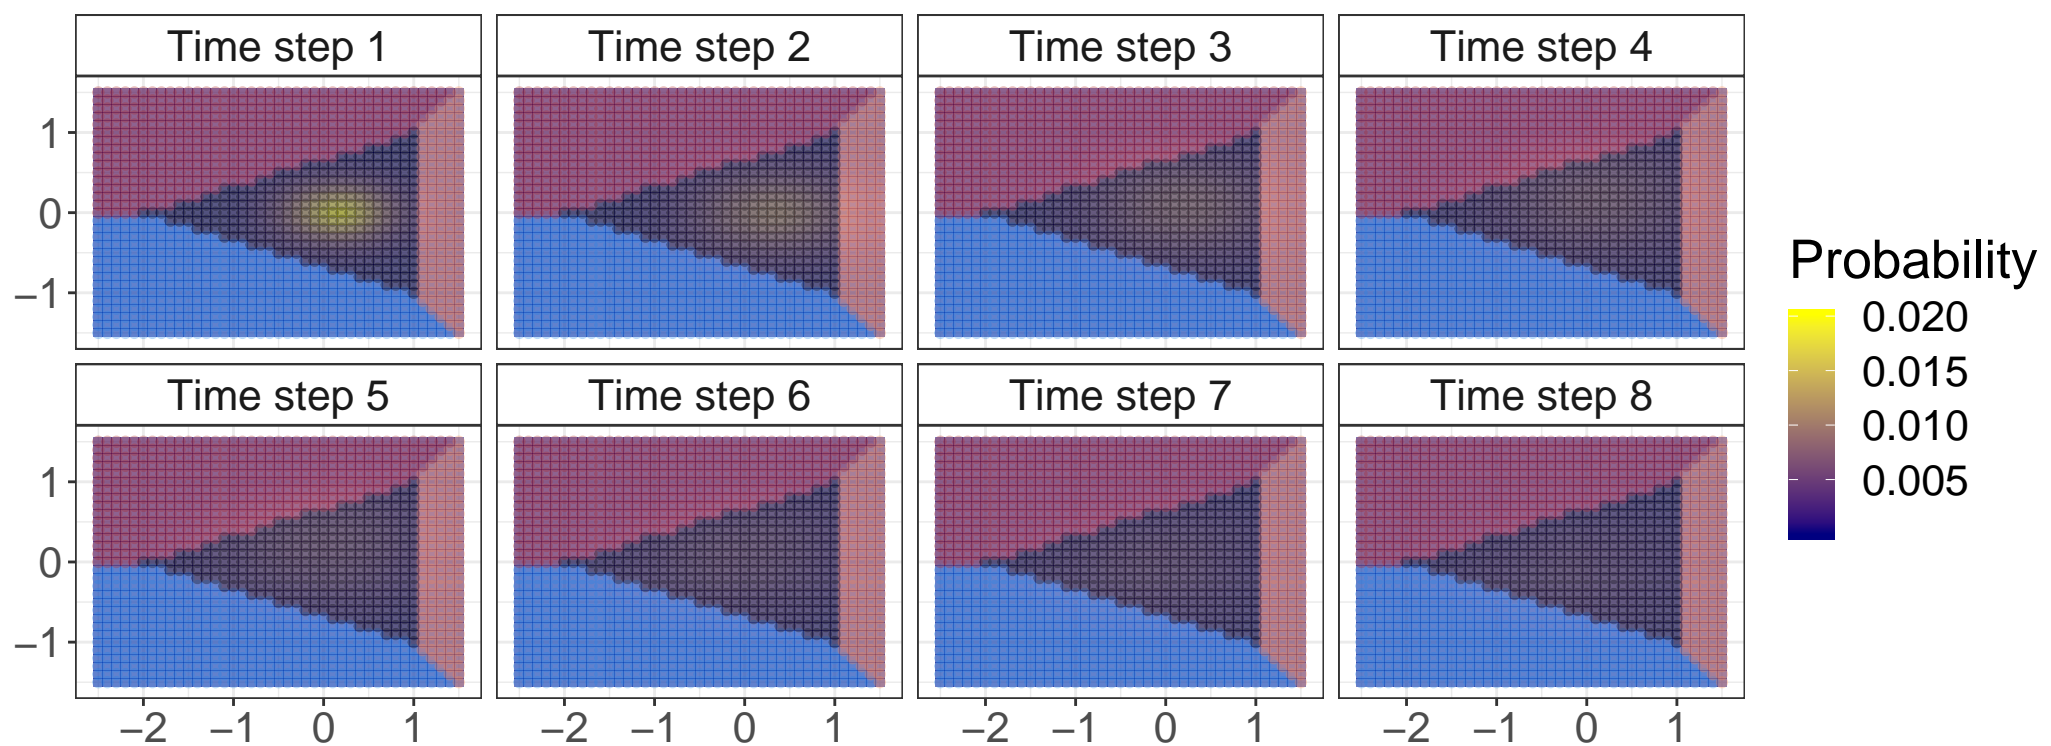 Time step 1
Time step 2
Time step 3
Time step 4
1
0
−1
Time step 5
Time step 6
Time step 7
Time step 8
1
0
−1
−2 −1 0 1
−2 −1 0 1
−2 −1 0 1
−2 −1 0 1
Probability
0.020
0.015
0.010
0.005